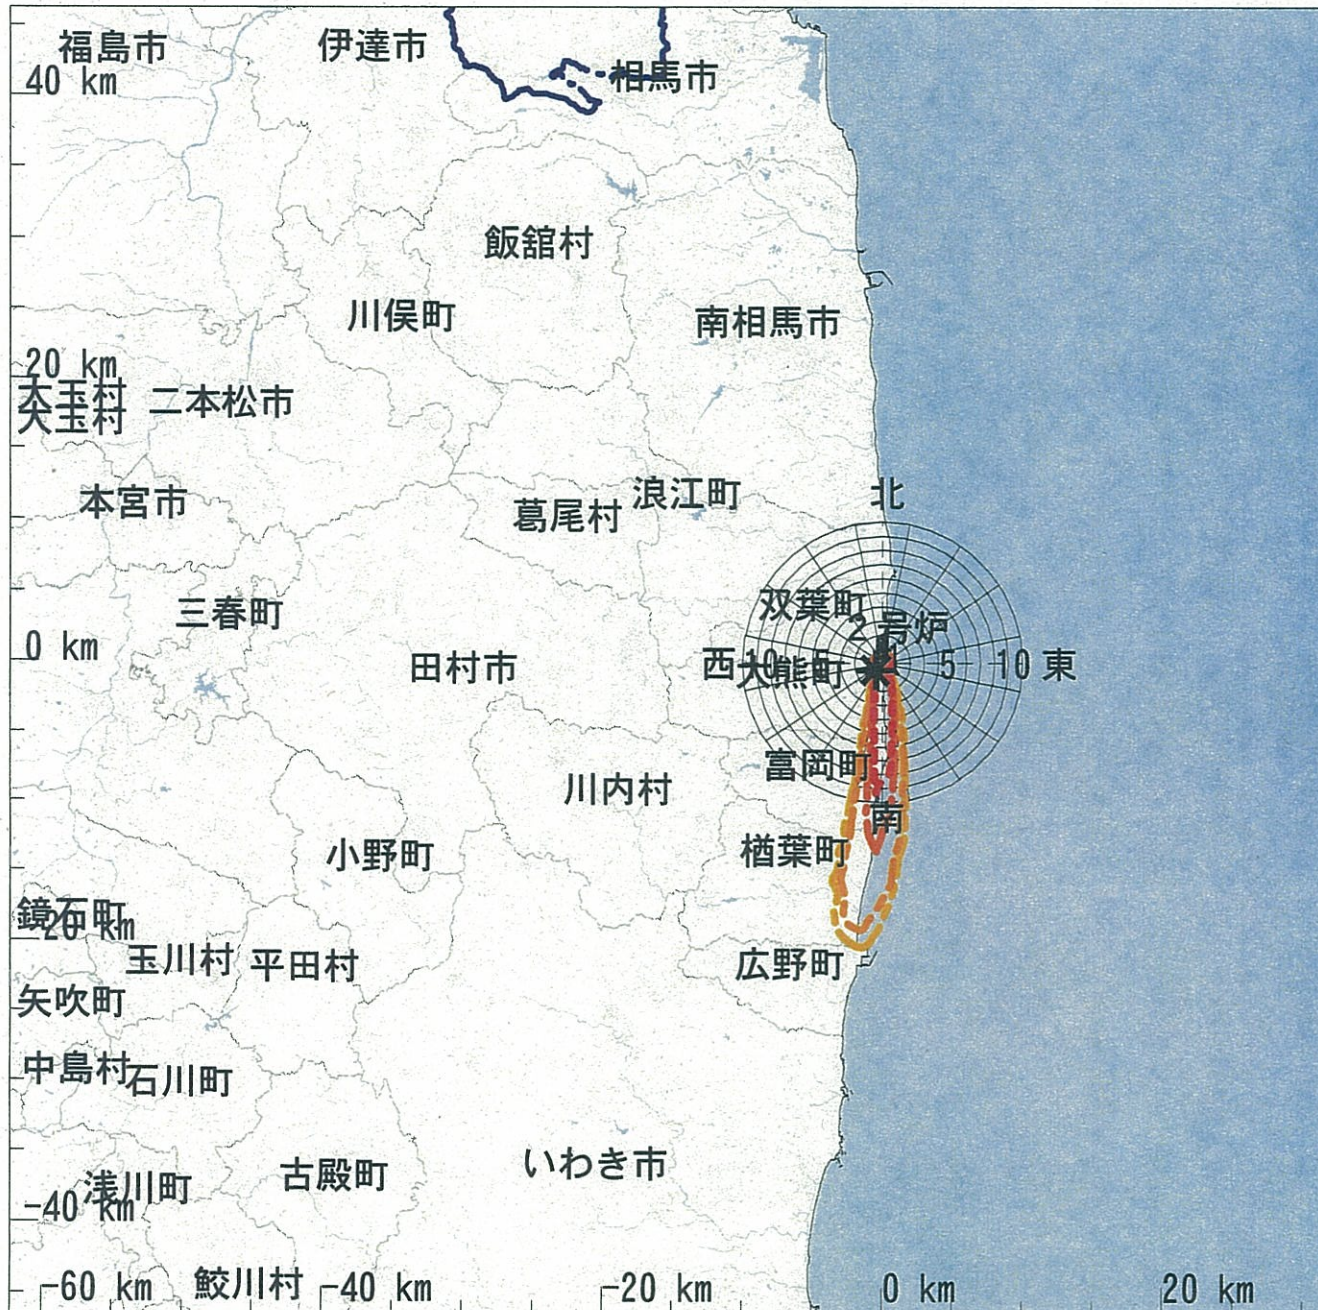 福島市
伊達市
相馬市
40 km
飯舘村
川俣町
南相馬市
20 km
大玉村
二本松市
大玉村
本宮市
葛尾村
浪江町
北
三春町
双葉町
2号炉
0 km
田村市
西
10
5
1
5
10
東
大熊町
富岡町
川内村
南
小野町
楢葉町
鏡石町
-20 km
玉川村
平田村
広野町
矢吹町
中島村
石川町
いわき市
古殿町
浅川町
-40 km
鮫川村
-60 km
-40 km
-20 km
0 km
20 km